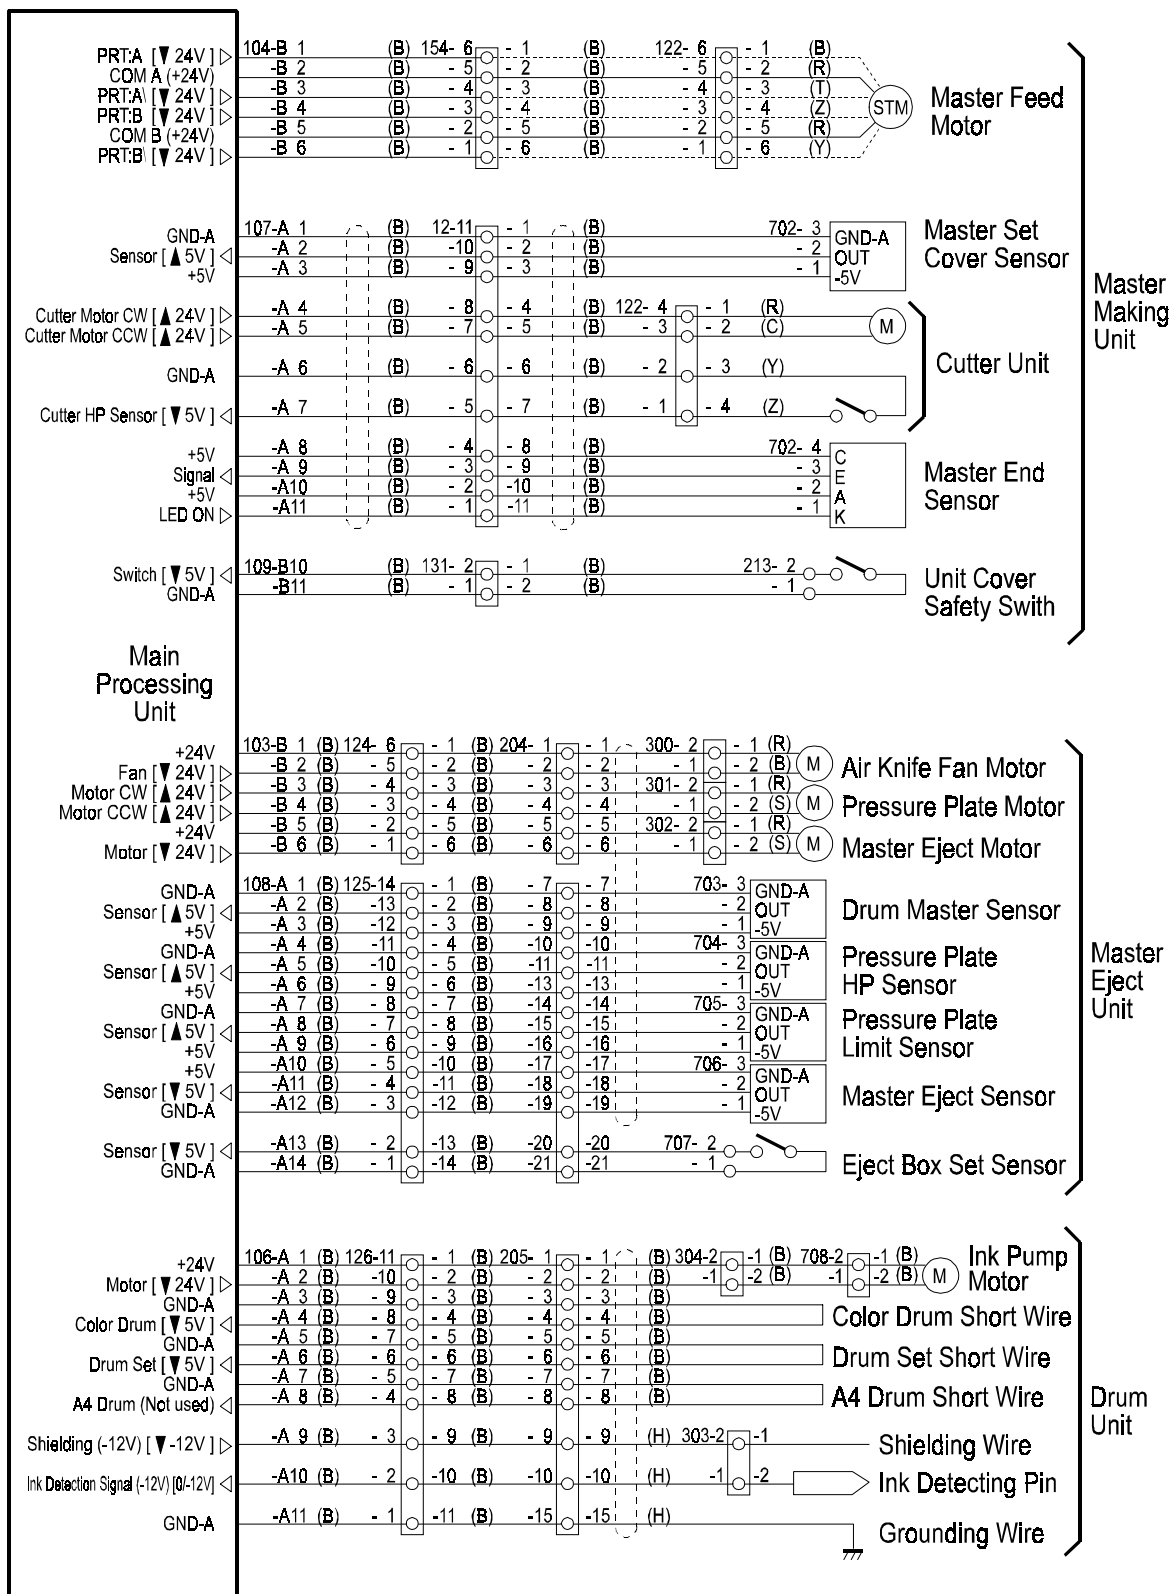 PRT:A [▼ 24V ] ▷ 104-B 1 (B) 154- 6 - 1 (B) 122- 6 - 1 (B)
COM A (+24V) -B 2 (B) - 5 - 2 (B) - 5 - 2 (R)
PRT:A\ [▼ 24V ] ▷ -B 3 (B) - 4 - 3 (B) - 4 - 3 (T)
PRT:B [▼ 24V ] ▷ -B 4 (B) - 3 - 4 (B) - 3 - 4 (Z)
COM B (+24V) -B 5 (B) - 2 - 5 (B) - 2 - 5 (R)
PRT:B\ [▼ 24V ] ▷ -B 6 (B) - 1 - 6 (B) - 1 - 6 (Y)
STM
Master Feed
Motor
GND-A 107-A 1 (B) 12-11 - 1 (B) 702- 3 GND-A
Sensor [▲ 5V ] ◁ -A 2 (B) -10 - 2 (B) - 2 OUT
+5V -A 3 (B) - 9 - 3 (B) - 1 -5V
Master Set
Cover Sensor
Cutter Motor CW [▲ 24V ] ▷ -A 4 - 8 - 4 (B) 122- 4 - 1 (R)
Cutter Motor CCW [▲ 24V ] ▷ -A 5 (B) - 7 - 5 (B) - 3 - 2 (C)
M
GND-A -A 6 (B) - 6 - 6 (B) - 2 - 3 (Y)
Cutter HP Sensor [▼ 5V ] ◁ -A 7 (B) - 5 - 7 (B) - 1 - 4 (Z)
Cutter Unit
+5V -A 8 (B) - 4 - 8 (B) 702- 4 C
Signal ◁ -A 9 (B) - 3 - 9 (B) - 3 E
+5V -A10 (B) - 2 -10 (B) - 2 A
LED ON ▷ -A11 (B) - 1 -11 (B) - 1 K
Master End
Sensor
Switch [▼ 5V ] ◁ 109-B10 (B) 131- 2 - 1 (B) 213- 2
GND-A -B11 (B) - 1 - 2 (B) - 1
Unit Cover
Safety Swith
Master
Making
Unit
Main
Processing
Unit
+24V 103-B 1 (B) 124- 6 - 1 (B) 204- 1 - 1 300- 2 - 1 (R)
Fan [▼ 24V ] ▷ -B 2 (B) - 5 - 2 (B) - 2 - 2 - 1 - 2 (B) M Air Knife Fan Motor
Motor CW [▲ 24V ] ▷ -B 3 (B) - 4 - 3 (B) - 3 - 3 301- 2 - 1 (R)
Motor CCW [▲ 24V ] ▷ -B 4 (B) - 3 - 4 (B) - 4 - 4 - 1 - 2 (S) M Pressure Plate Motor
+24V -B 5 (B) - 2 - 5 (B) - 5 - 5 302- 2 - 1 (R)
Motor [▼ 24V ] ▷ -B 6 (B) - 1 - 6 (B) - 6 - 6 - 1 - 2 (S) M Master Eject Motor
GND-A 108-A 1 (B) 125-14 - 1 (B) - 7 - 7 703- 3 GND-A
Sensor [▲ 5V ] ◁ -A 2 (B) -13 - 2 (B) - 8 - 8 - 2 OUT Drum Master Sensor
+5V -A 3 (B) -12 - 3 (B) - 9 - 9 - 1 -5V
GND-A -A 4 (B) -11 - 4 (B) -10 -10 704- 3 GND-A
Sensor [▲ 5V ] ◁ -A 5 (B) -10 - 5 (B) -11 -11 - 2 OUT
+5V -A 6 (B) - 9 - 6 (B) -13 -13 - 1 -5V
Pressure Plate
HP Sensor
GND-A -A 7 (B) - 8 - 7 (B) -14 -14 705- 3 GND-A
Sensor [▲ 5V ] ◁ -A 8 (B) - 7 - 8 (B) -15 -15 - 2 OUT
+5V -A 9 (B) - 6 - 9 (B) -16 -16 - 1 -5V
Pressure Plate
Limit Sensor
+5V -A10 (B) - 5 -10 (B) -17 -17 706- 3 GND-A
Sensor [▼ 5V ] ◁ -A11 (B) - 4 -11 (B) -18 -18 - 2 OUT Master Eject Sensor
GND-A -A12 (B) - 3 -12 (B) -19 -19 - 1 -5V
Sensor [▼ 5V ] ◁ -A13 (B) - 2 -13 (B) -20 -20 707- 2
GND-A -A14 (B) - 1 -14 (B) -21 -21 - 1 Eject Box Set Sensor
Master
Eject
Unit
+24V 106-A 1 (B) 126-11 - 1 (B) 205- 1 - 1 (B) 304-2 -1 (B) 708-2 -1 (B)
Motor [▼ 24V ] ▷ -A 2 (B) -10 - 2 (B) - 2 - 2 (B) -1 -2 (B) -1 -2 (B) M
Ink Pump
Motor
GND-A -A 3 (B) - 9 - 3 (B) - 3 - 3 (B)
Color Drum [▼ 5V ] ◁ -A 4 (B) - 8 - 4 (B) - 4 - 4 (B) Color Drum Short Wire
GND-A -A 5 (B) - 7 - 5 (B) - 5 - 5 (B)
Drum Set [▼ 5V ] ◁ -A 6 (B) - 6 - 6 (B) - 6 - 6 (B) Drum Set Short Wire
GND-A -A 7 (B) - 5 - 7 (B) - 7 - 7 (B)
A4 Drum (Not used) ◁ -A 8 (B) - 4 - 8 (B) - 8 - 8 (B) A4 Drum Short Wire
Shielding (-12V) [▼ -12V ] ▷ -A 9 (B) - 3 - 9 (B) - 9 - 9 (H) 303-2 -1 Shielding Wire
Ink Detection Signal (-12V) [0/-12V] ◁ -A10 (B) - 2 -10 (B) -10 -10 (H) -1 -2 Ink Detecting Pin
GND-A -A11 (B) - 1 -11 (B) -15 -15 (H) Grounding Wire
Drum
Unit